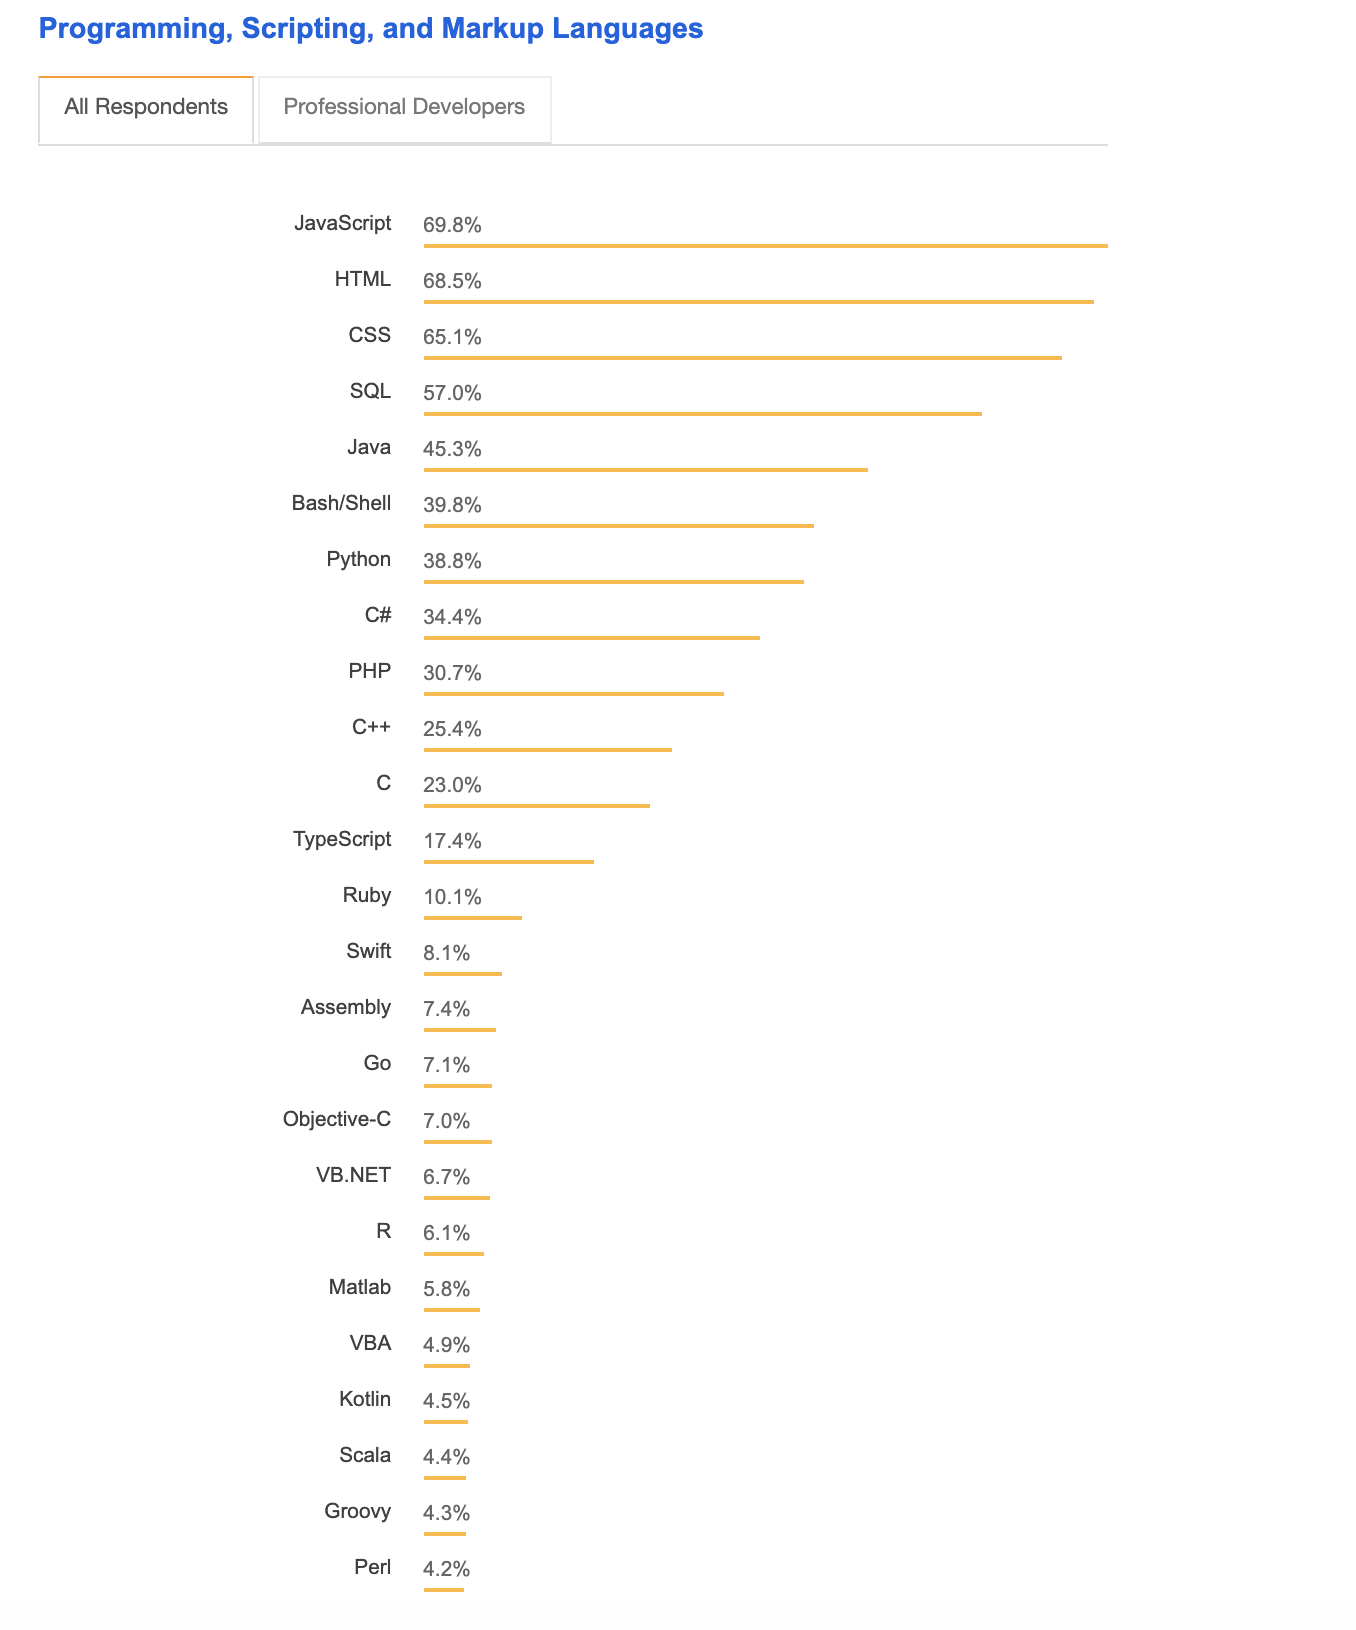 Programming, Scripting, and Markup Languages
All Respondents Professional Developers
JavaScript 69.8%
HTML 68.5%
CSS 65.1%
SQL 57.0%
Java 45.3%
Bash/Shell 39.8%
Python 38.8%
C# 34.4%
PHP 30.7%
C++ 25.4%
C 23.0%
TypeScript 17.4%
Ruby 10.1%
Swift 8.1%
Assembly 7.4%
Go 7.1%
Objective-C 7.0%
VB.NET 6.7%
R 6.1%
Matlab 5.8%
VBA 4.9%
Kotlin 4.5%
Scala 4.4%
Groovy 4.3%
Perl 4.2%